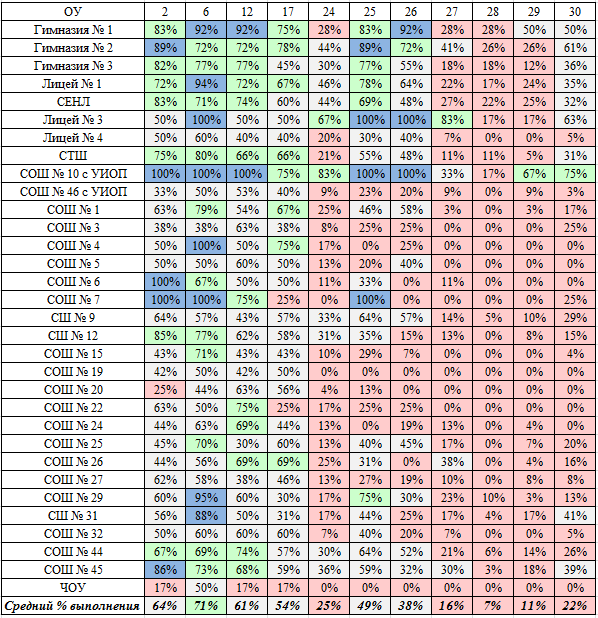 ОУ 2 6 12 17 24 25 26 27 28 29 30
Гимназия № 1 83% 92% 92% 75% 28% 83% 92% 28% 28% 50% 50%
Гимназия № 2 89% 72% 72% 78% 44% 89% 72% 41% 26% 26% 61%
Гимназия № 3 82% 77% 77% 45% 30% 77% 55% 18% 18% 12% 36%
Лицей № 1 72% 94% 72% 67% 46% 78% 64% 22% 17% 24% 35%
СЕНЛ 83% 71% 74% 60% 44% 69% 48% 27% 22% 25% 32%
Лицей № 3 50% 100% 50% 50% 67% 100% 100% 83% 17% 17% 63%
Лицей № 4 50% 60% 40% 40% 20% 30% 40% 7% 0% 0% 5%
СТШ 75% 80% 66% 66% 21% 55% 48% 11% 11% 5% 31%
СОШ № 10 с УИОП 100% 100% 100% 75% 83% 100% 100% 33% 17% 67% 75%
СОШ № 46 с УИОП 33% 50% 53% 40% 9% 23% 20% 9% 0% 9% 3%
СОШ № 1 63% 79% 54% 67% 25% 46% 58% 3% 0% 3% 17%
СОШ № 3 38% 38% 63% 38% 8% 25% 25% 0% 0% 0% 25%
СОШ № 4 50% 100% 50% 75% 17% 0% 25% 0% 0% 0% 0%
СОШ № 5 50% 50% 60% 50% 13% 20% 40% 0% 0% 0% 0%
СОШ № 6 100% 67% 50% 50% 11% 33% 0% 11% 0% 0% 0%
СОШ № 7 100% 100% 75% 25% 0% 100% 0% 0% 0% 0% 25%
СШ № 9 64% 57% 43% 57% 33% 64% 57% 14% 5% 10% 29%
СШ № 12 85% 77% 62% 58% 31% 35% 15% 13% 0% 8% 15%
СОШ № 15 43% 71% 43% 43% 10% 29% 7% 0% 0% 0% 4%
СОШ № 19 42% 50% 42% 50% 0% 0% 0% 0% 0% 0% 0%
СОШ № 20 25% 44% 63% 56% 4% 13% 0% 0% 0% 0% 0%
СОШ № 22 63% 50% 75% 25% 17% 25% 25% 0% 0% 0% 0%
СОШ № 24 44% 63% 69% 44% 13% 0% 19% 13% 0% 4% 0%
СОШ № 25 45% 70% 30% 60% 13% 40% 45% 17% 0% 7% 20%
СОШ № 26 44% 56% 69% 69% 25% 31% 0% 38% 0% 4% 16%
СОШ № 27 62% 58% 38% 46% 13% 27% 19% 10% 0% 8% 8%
СОШ № 29 60% 95% 60% 30% 17% 75% 30% 23% 10% 3% 13%
СШ № 31 56% 88% 50% 31% 17% 44% 25% 17% 4% 17% 41%
СОШ № 32 50% 60% 60% 60% 7% 40% 20% 7% 0% 0% 5%
СОШ № 44 67% 69% 74% 57% 30% 64% 52% 21% 6% 14% 26%
СОШ № 45 86% 73% 68% 59% 36% 59% 32% 30% 3% 18% 39%
ЧОУ 17% 50% 17% 17% 0% 0% 0% 0% 0% 0% 0%
Средний % выполнения 64% 71% 61% 54% 25% 49% 38% 16% 7% 11% 22%